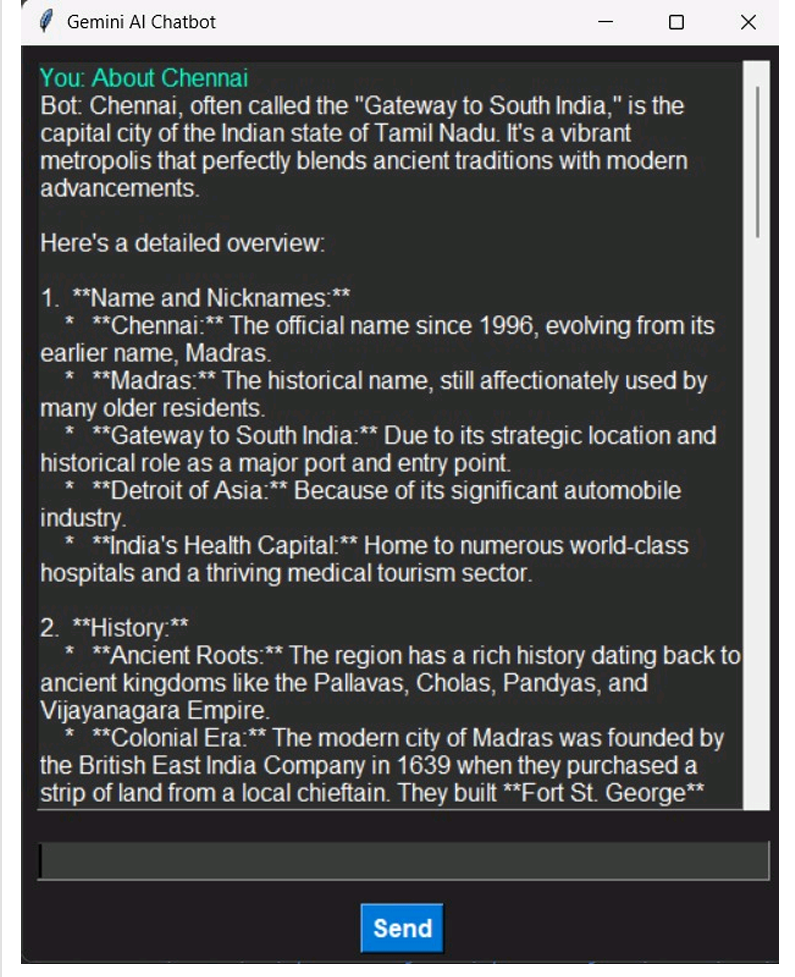 Gemini AI Chatbot
You: About Chennai
Bot: Chennai, often called the "Gateway to South India," is the
capital city of the Indian state of Tamil Nadu. It's a vibrant
metropolis that perfectly blends ancient traditions with modern
advancements.
Here's a detailed overview:
1.  **Name and Nicknames:**
    *   **Chennai:** The official name since 1996, evolving from its
earlier name, Madras.
    *   **Madras:** The historical name, still affectionately used by
many older residents.
    *   **Gateway to South India:** Due to its strategic location and
historical role as a major port and entry point.
    *   **Detroit of Asia:** Because of its significant automobile
industry.
    *   **India's Health Capital:** Home to numerous world-class
hospitals and a thriving medical tourism sector.
2.  **History:**
    *   **Ancient Roots:** The region has a rich history dating back to
ancient kingdoms like the Pallavas, Cholas, Pandyas, and
Vijayanagara Empire.
    *   **Colonial Era:** The modern city of Madras was founded by
the British East India Company in 1639 when they purchased a
strip of land from a local chieftain. They built **Fort St. George**
Send